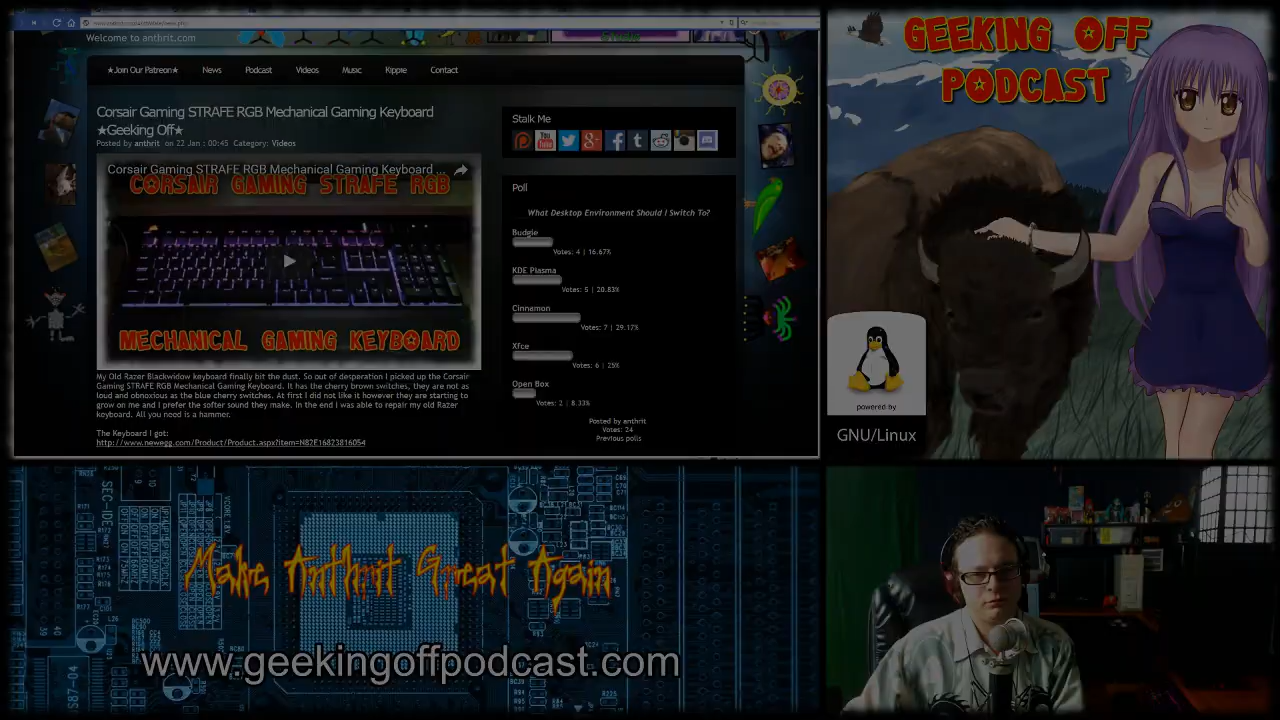 Welcome to anthrit.com
★Join Our Patreon★ News Podcast Videos Music Kippie Contact
Corsair Gaming STRAFE RGB Mechanical Gaming Keyboard
★Geeking Off★
Posted by anthrit on 22 Jan : 00:45 Category: Videos
Corsair Gaming STRAFE RGB Mechanical Gaming Keyboard ...
CORSAIR GAMING STRAFE RGB
MECHANICAL GAMING KEYBOARD
My Old Razer Blackwidow keyboard finally bit the dust. So out of desperation I picked up the Corsair
Gaming STRAFE RGB Mechanical Gaming Keyboard. It has the cherry brown switches, they are not as
loud and obnoxious as the blue cherry switches. At first I did not like it however they are starting to
grow on me and I prefer the softer sound they make. In the end I was able to repair my old Razer
keyboard. All you need is a hammer.
The Keyboard I got:
http://www.newegg.com/Product/Product.aspx?item=N82E16823816054
Stalk Me
Poll
What Desktop Environment Should I Switch To?
Budgie
Votes: 4 | 16.67%
KDE Plasma
Votes: 5 | 20.83%
Cinnamon
Votes: 7 | 29.17%
Xfce
Votes: 6 | 25%
Open Box
Votes: 2 | 8.33%
Posted by anthrit
Votes: 24
Previous polls
GEEKING OFF
PODCAST
powered by
GNU/Linux
SEC-IDE
Make Anthrit Great Again
www.geekingoffpodcast.com